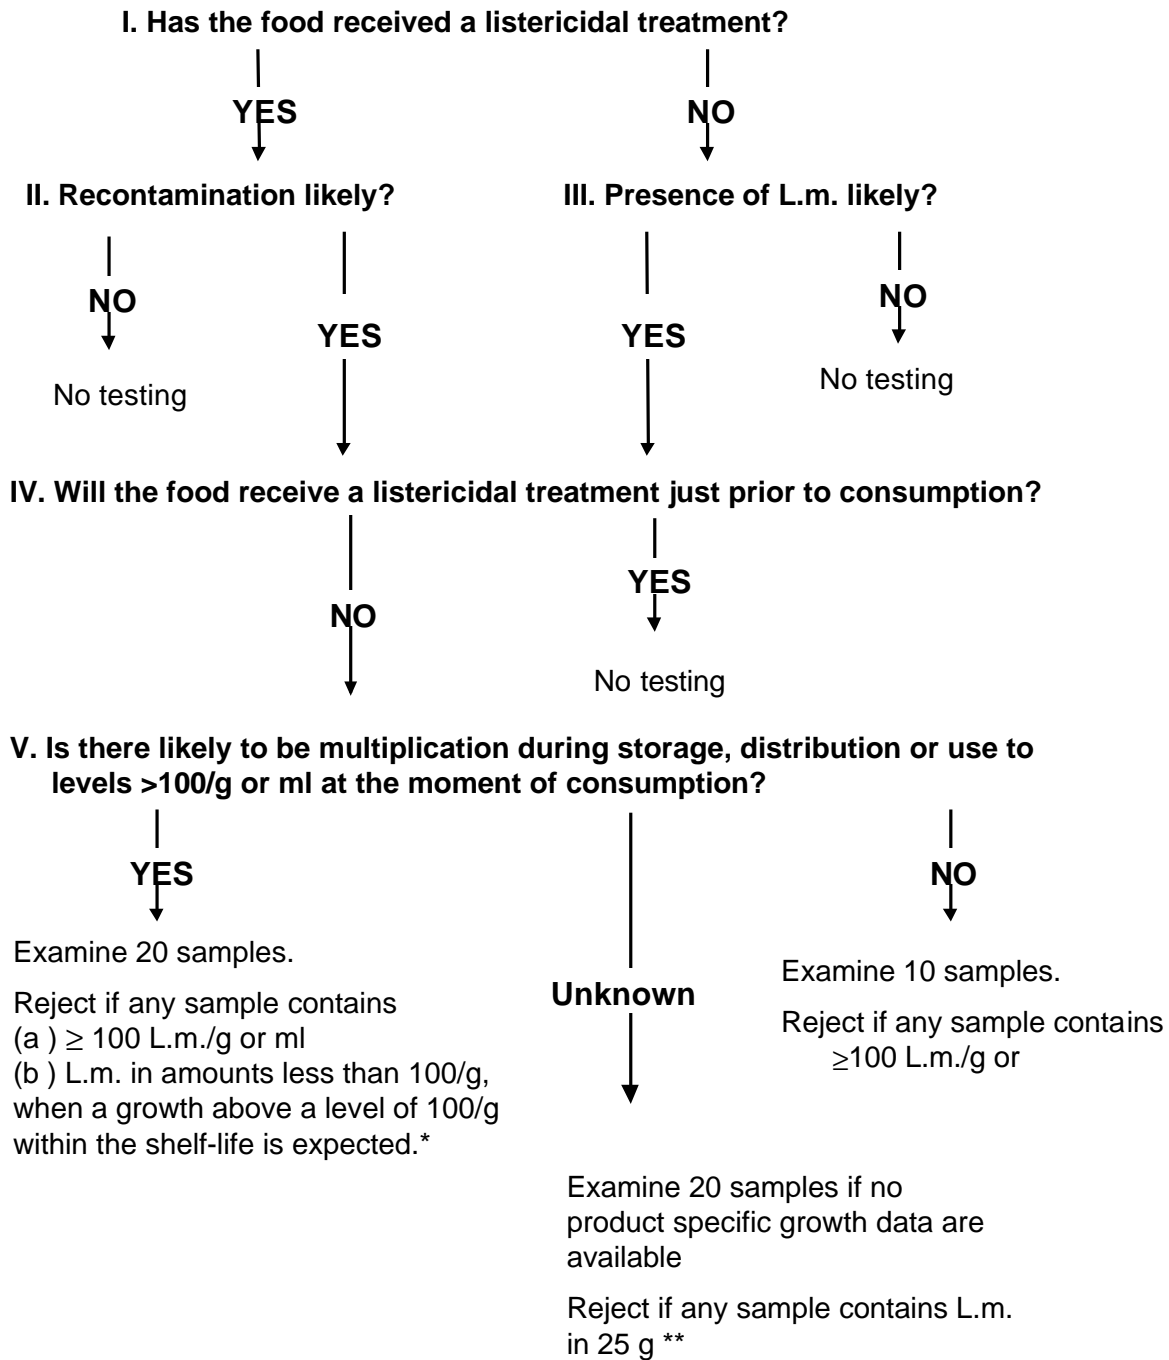 I. Has the food received a listericidal treatment?
YES
NO
II. Recontamination likely?
III. Presence of L.m. likely?
NO
YES
YES
NO
No testing
No testing
IV. Will the food receive a listericidal treatment just prior to consumption?
NO
YES
No testing
V. Is there likely to be multiplication during storage, distribution or use to
levels >100/g or ml at the moment of consumption?
YES
Unknown
NO
Examine 20 samples.
Reject if any sample contains
(a ) ≥ 100 L.m./g or ml
(b ) L.m. in amounts less than 100/g,
when a growth above a level of 100/g
within the shelf-life is expected.*
Examine 20 samples if no
product specific growth data are
available
Reject if any sample contains L.m.
in 25 g **
Examine 10 samples.
Reject if any sample contains
≥100 L.m./g or